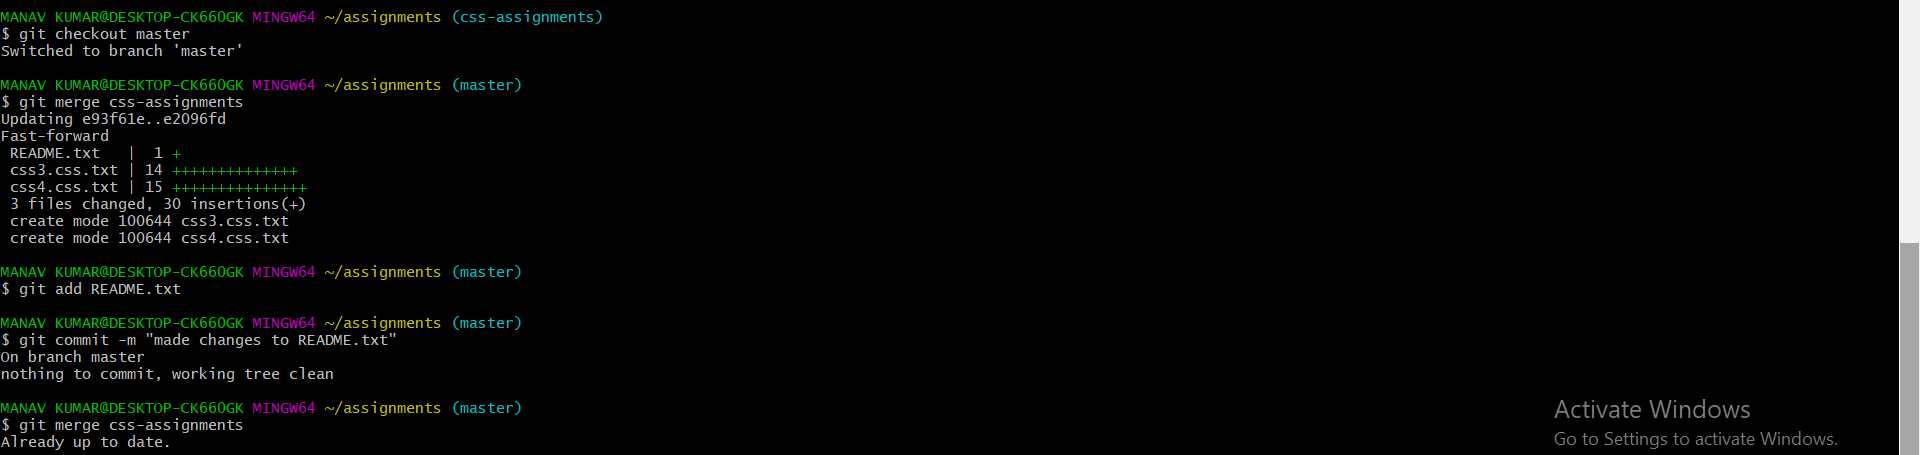 MANAV KUMAR@DESKTOP-CK66OGK MINGW64 ~/assignments (css-assignments)
$ git checkout master
Switched to branch 'master'
MANAV KUMAR@DESKTOP-CK66OGK MINGW64 ~/assignments (master)
$ git merge css-assignments
Updating e93f61e..e2096fd
Fast-forward
 README.txt   |  1 +
 css3.css.txt | 14 ++++++++++++++
 css4.css.txt | 15 +++++++++++++++
 3 files changed, 30 insertions(+)
 create mode 100644 css3.css.txt
 create mode 100644 css4.css.txt
MANAV KUMAR@DESKTOP-CK66OGK MINGW64 ~/assignments (master)
$ git add README.txt
MANAV KUMAR@DESKTOP-CK66OGK MINGW64 ~/assignments (master)
$ git commit -m "made changes to README.txt"
On branch master
nothing to commit, working tree clean
MANAV KUMAR@DESKTOP-CK66OGK MINGW64 ~/assignments (master)
$ git merge css-assignments
Already up to date.
Activate Windows
Go to Settings to activate Windows.